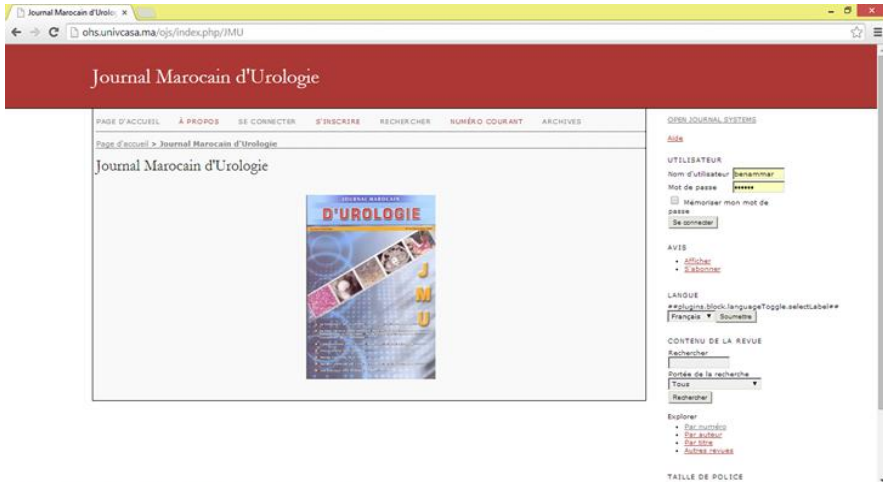 Journal Marocain d'Urolo
ohs.univcasa.ma/ojs/index.php/JMU
Journal Marocain d'Urologie
PAGE D'ACCUEIL À PROPOS SE CONNECTER S'INSCRIRE RECHERCHER NUMÉRO COURANT ARCHIVES
Page d'accueil > Journal Marocain d'Urologie
Journal Marocain d'Urologie
JOURNAL MAROCAIN
D'UROLOGIE
J
M
U
OPEN JOURNAL SYSTEMS
Aide
UTILISATEUR
Nom d'utilisateur benammar
Mot de passe ••••••
Mémoriser mon mot de
passe
Se connecter
AVIS
Afficher
S'abonner
LANGUE
##plugins.block.languageToggle.selectLabel##
Français Soumettre
CONTENU DE LA REVUE
Rechercher
Portée de la recherche
Tous
Rechercher
Explorer
Par numéro
Par auteur
Par titre
Autres revues
TAILLE DE POLICE